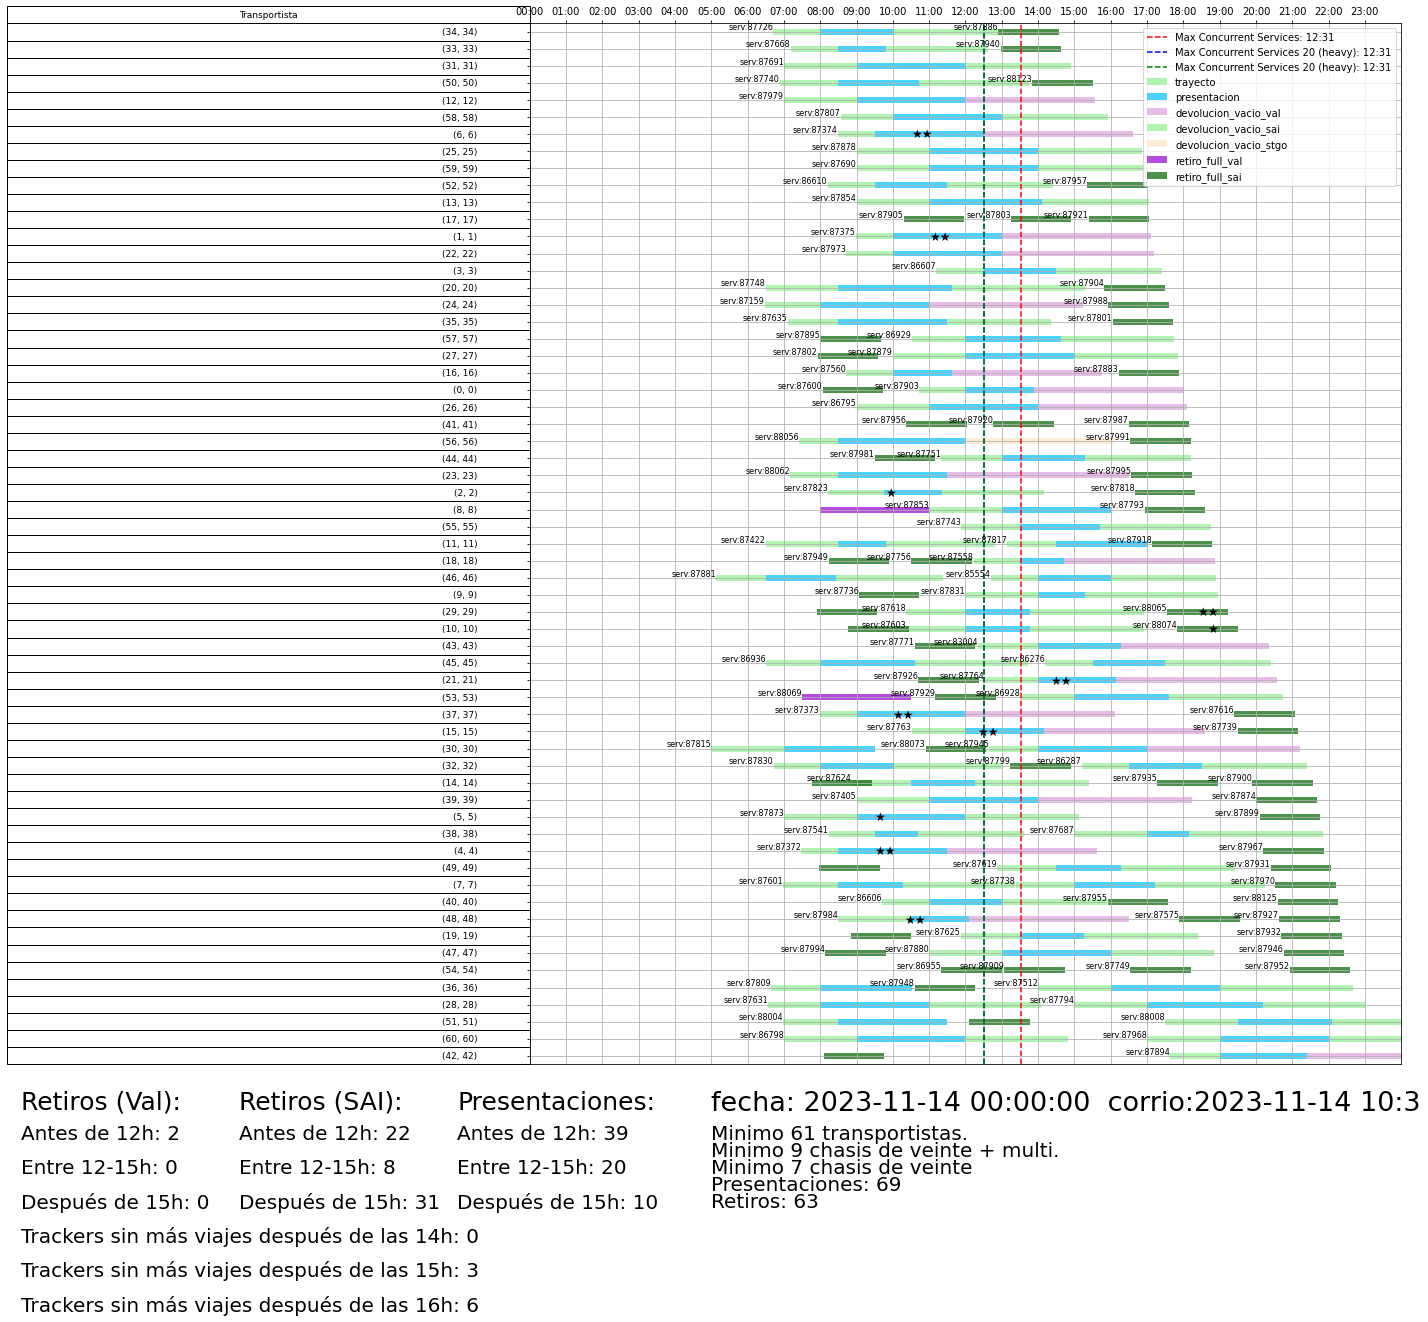 Transportista
00:00 01:00 02:00 03:00 04:00 05:00 06:00 07:00 08:00 09:00 10:00 11:00 12:00 13:00 14:00 15:00 16:00 17:00 18:00 19:00 20:00 21:00 22:00 23:00
Max Concurrent Services: 12:31
Max Concurrent Services 20 (heavy): 12:31
Max Concurrent Services 20 (heavy): 12:31
trayecto
presentacion
devolucion_vacio_val
devolucion_vacio_sai
devolucion_vacio_stgo
retiro_full_val
retiro_full_sai
(34, 34) serv:87726 serv:87886
(33, 33) serv:87668 serv:87940
(31, 31) serv:87691
(50, 50) serv:87740 serv:88123
(12, 12) serv:87979
(58, 58) serv:87807
(6, 6) serv:87374
(25, 25) serv:87878
(59, 59) serv:87690
(52, 52) serv:86610 serv:87957
(13, 13) serv:87854
(17, 17) serv:87905 serv:87803 serv:87921
(1, 1) serv:87375
(22, 22) serv:87973
(3, 3) serv:86607
(20, 20) serv:87748 serv:87904
(24, 24) serv:87159 serv:87988
(35, 35) serv:87635 serv:87801
(57, 57) serv:87895 serv:86929
(27, 27) serv:87802 serv:87879
(16, 16) serv:87560 serv:87883
(0, 0) serv:87600 serv:87903
(26, 26) serv:86795
(41, 41) serv:87956 serv:87920 serv:87987
(56, 56) serv:88056 serv:87991
(44, 44) serv:87981 serv:87751
(23, 23) serv:88062 serv:87995
(2, 2) serv:87823 serv:87818
(8, 8) serv:87853 serv:87793
(55, 55) serv:87743
(11, 11) serv:87422 serv:87817 serv:87918
(18, 18) serv:87949 serv:87756 serv:87558
(46, 46) serv:87881 serv:85554
(9, 9) serv:87736 serv:87831
(29, 29) serv:87618 serv:88065
(10, 10) serv:87603 serv:88074
(43, 43) serv:87771 serv:83004
(45, 45) serv:86936 serv:86276
(21, 21) serv:87926 serv:87764
(53, 53) serv:88069 serv:87929 serv:86928
(37, 37) serv:87373 serv:87616
(15, 15) serv:87763 serv:87739
(30, 30) serv:87815 serv:88073 serv:87945
(32, 32) serv:87830 serv:87799 serv:86287
(14, 14) serv:87624 serv:87935 serv:87900
(39, 39) serv:87405 serv:87874
(5, 5) serv:87873 serv:87899
(38, 38) serv:87541 serv:87687
(4, 4) serv:87372 serv:87967
(49, 49) serv:87619 serv:87931
(7, 7) serv:87601 serv:87738 serv:87970
(40, 40) serv:86606 serv:87955 serv:88125
(48, 48) serv:87984 serv:87575 serv:87927
(19, 19) serv:87625 serv:87932
(47, 47) serv:87994 serv:87880 serv:87946
(54, 54) serv:86955 serv:87909 serv:87749 serv:87952
(36, 36) serv:87809 serv:87948 serv:87512
(28, 28) serv:87631 serv:87794
(51, 51) serv:88004 serv:88008
(60, 60) serv:86798 serv:87968
(42, 42) serv:87894
Retiros (Val): Retiros (SAI): Presentaciones: fecha: 2023-11-14 00:00:00 corrio:2023-11-14 10:3
Antes de 12h: 2 Antes de 12h: 22 Antes de 12h: 39
Entre 12-15h: 0 Entre 12-15h: 8 Entre 12-15h: 20
Después de 15h: 0 Después de 15h: 31 Después de 15h: 10
Minimo 61 transportistas.
Minimo 9 chasis de veinte + multi.
Minimo 7 chasis de veinte
Presentaciones: 69
Retiros: 63
Trackers sin más viajes después de las 14h: 0
Trackers sin más viajes después de las 15h: 3
Trackers sin más viajes después de las 16h: 6